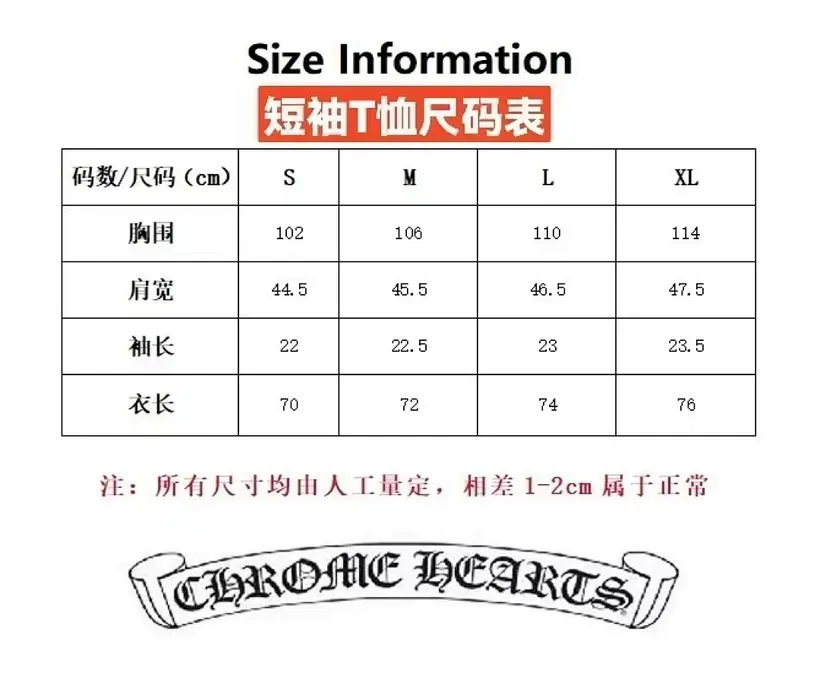 Size Information
短袖T恤尺码表
码数/尺码（cm） S M L XL
胸围 102 106 110 114
肩宽 44.5 45.5 46.5 47.5
袖长 22 22.5 23 23.5
衣长 70 72 74 76
注：所有尺寸均由人工量定，相差1-2cm属于正常
CHROME HEARTS